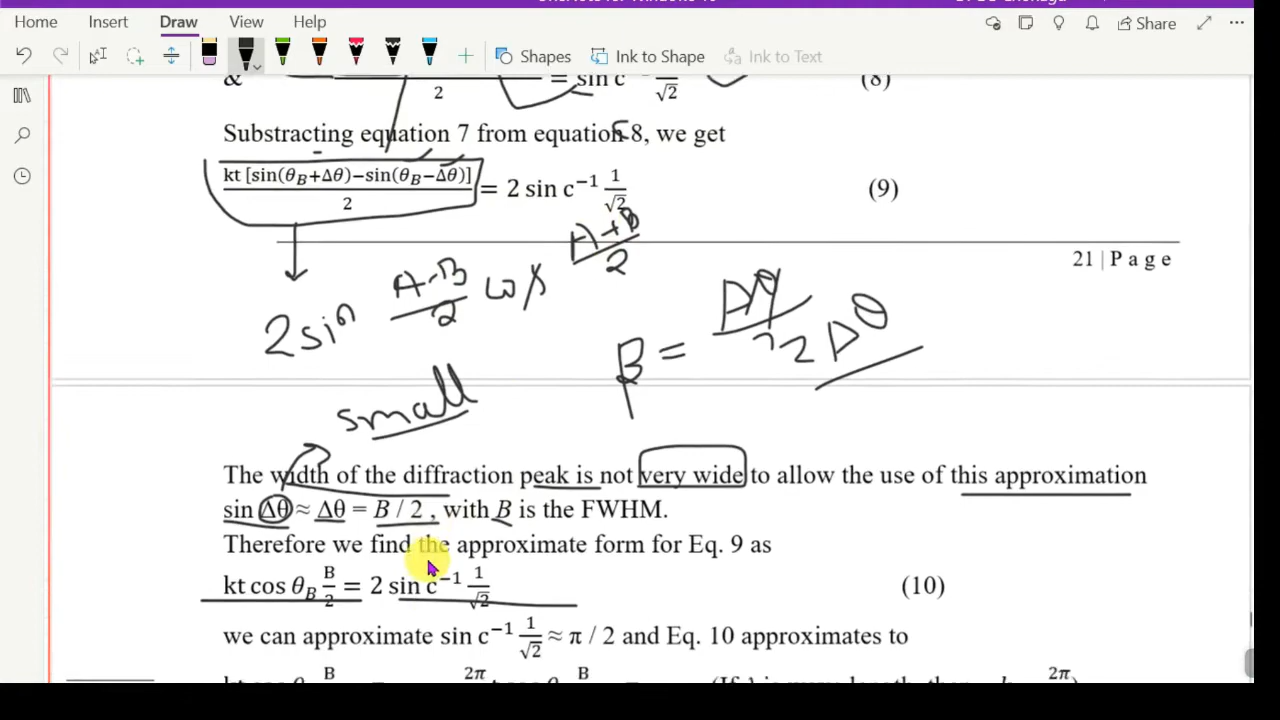 Home Insert Draw View Help Share
Shapes Ink to Shape Ink to Text
& 2 = sin c √2 (8)
Substracting equation 7 from equation 8, we get
kt [sin(θB+Δθ)−sin(θB−Δθ)] / 2 = 2 sin c⁻¹ 1/√2 (9)
21 | P a g e
2 sin A-B/2 cos A+B/2
B = Δθ 2Δθ
small
The width of the diffraction peak is not very wide to allow the use of this approximation
sin Δθ ≈ Δθ = B / 2 , with B is the FWHM.
Therefore we find the approximate form for Eq. 9 as
kt cos θB B/2 = 2 sin c⁻¹ 1/√2 (10)
we can approximate sin c⁻¹ 1/√2 ≈ π / 2 and Eq. 10 approximates to